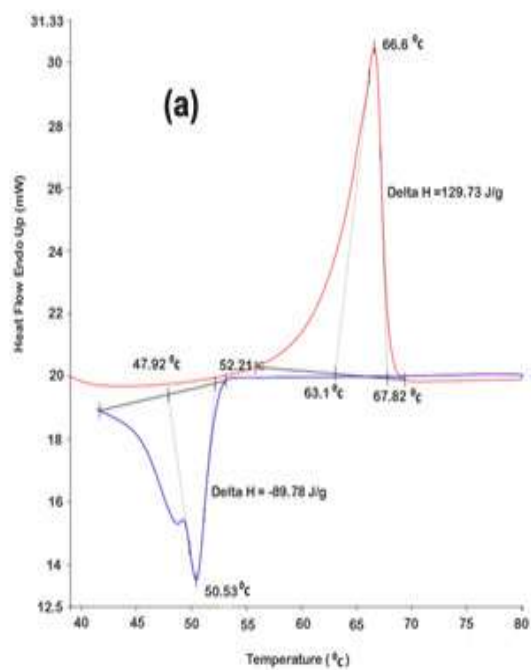 31.33
66.6 ⁰C
30
(a)
28
Heat Flow Endo Up (mW)
26
Delta H =129.73 J/g
24
22
47.92 ⁰C
52.21
20
63.1 ⁰C
67.82 ⁰C
18
Delta H = -89.78 J/g
16
14
50.53⁰C
12.5
40 45 50 55 60 65 70 75 80
Temperature ( ⁰C)